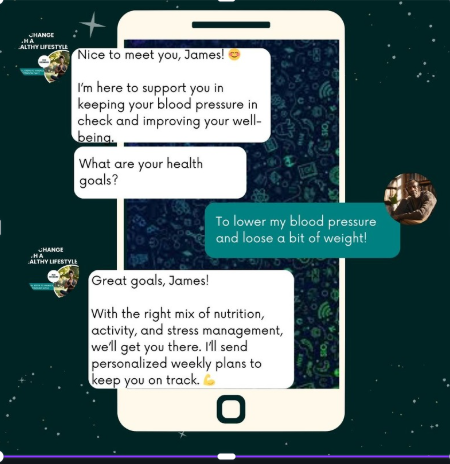 CHANGE
H A
ALTHY LIFESTYLE
Nice to meet you, James! 😊
I'm here to support you in
keeping your blood pressure in
check and improving your well-
being.
What are your health
goals?
To lower my blood pressure
and loose a bit of weight!
CHANGE
H A
ALTHY LIFESTYLE
Great goals, James!
With the right mix of nutrition,
activity, and stress management,
we'll get you there. I'll send
personalized weekly plans to
keep you on track. 💪